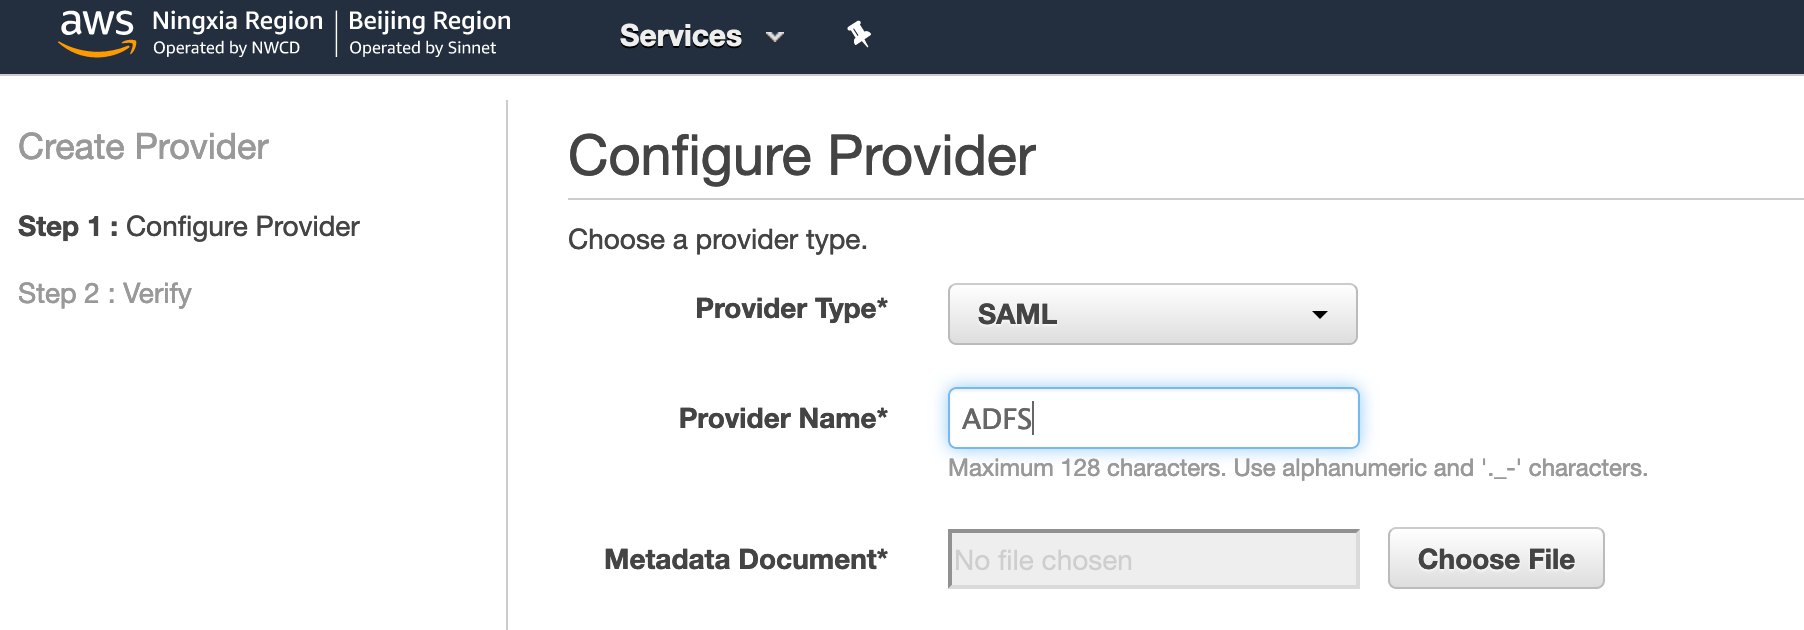 aws
Ningxia Region
Operated by NWCD
Beijing Region
Operated by Sinnet
Services
Create Provider
Step 1 : Configure Provider
Step 2 : Verify
Configure Provider
Choose a provider type.
Provider Type*
SAML
Provider Name*
ADFS
Maximum 128 characters. Use alphanumeric and '._-' characters.
Metadata Document*
No file chosen
Choose File